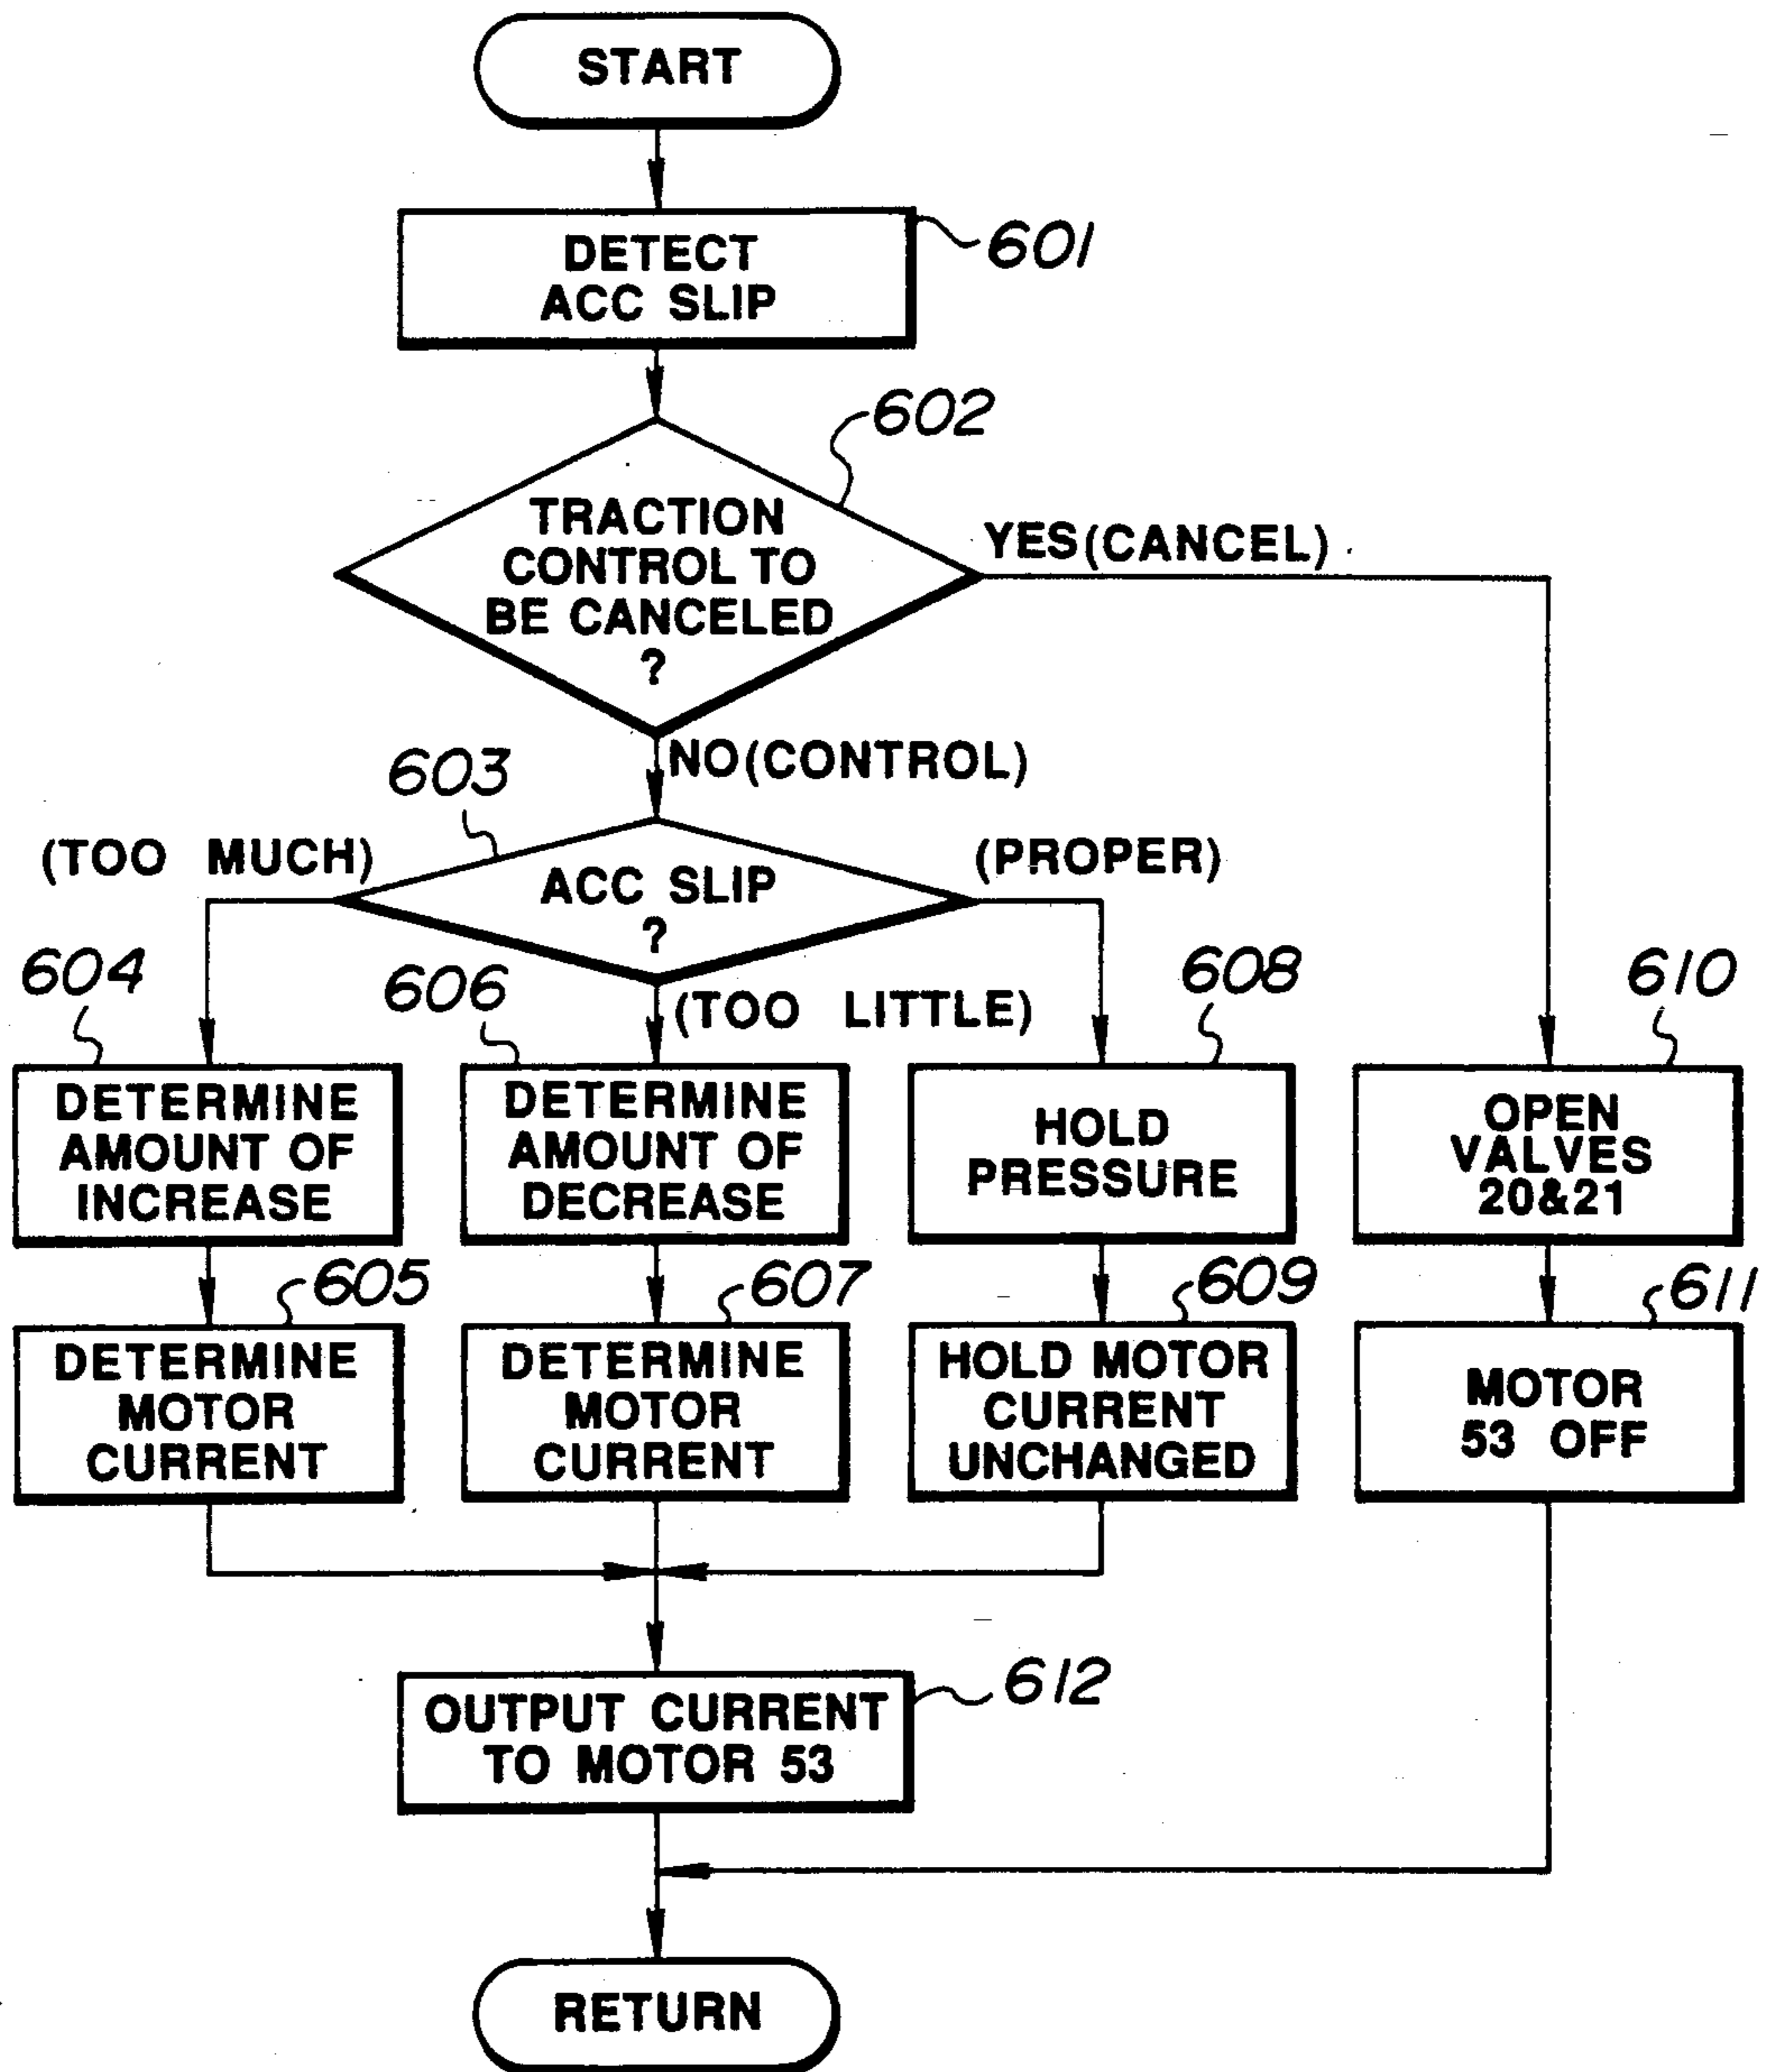 START
DETECT
ACC SLIP
601
602
TRACTION
CONTROL TO
BE CANCELED
?
YES(CANCEL)
NO(CONTROL)
603
(TOO MUCH)
ACC SLIP
?
(PROPER)
(TOO LITTLE)
604
606
608
610
DETERMINE
AMOUNT OF
INCREASE
DETERMINE
AMOUNT OF
DECREASE
HOLD
PRESSURE
OPEN
VALVES
20&21
605
607
609
611
DETERMINE
MOTOR
CURRENT
DETERMINE
MOTOR
CURRENT
HOLD MOTOR
CURRENT
UNCHANGED
MOTOR
53 OFF
612
OUTPUT CURRENT
TO MOTOR 53
RETURN